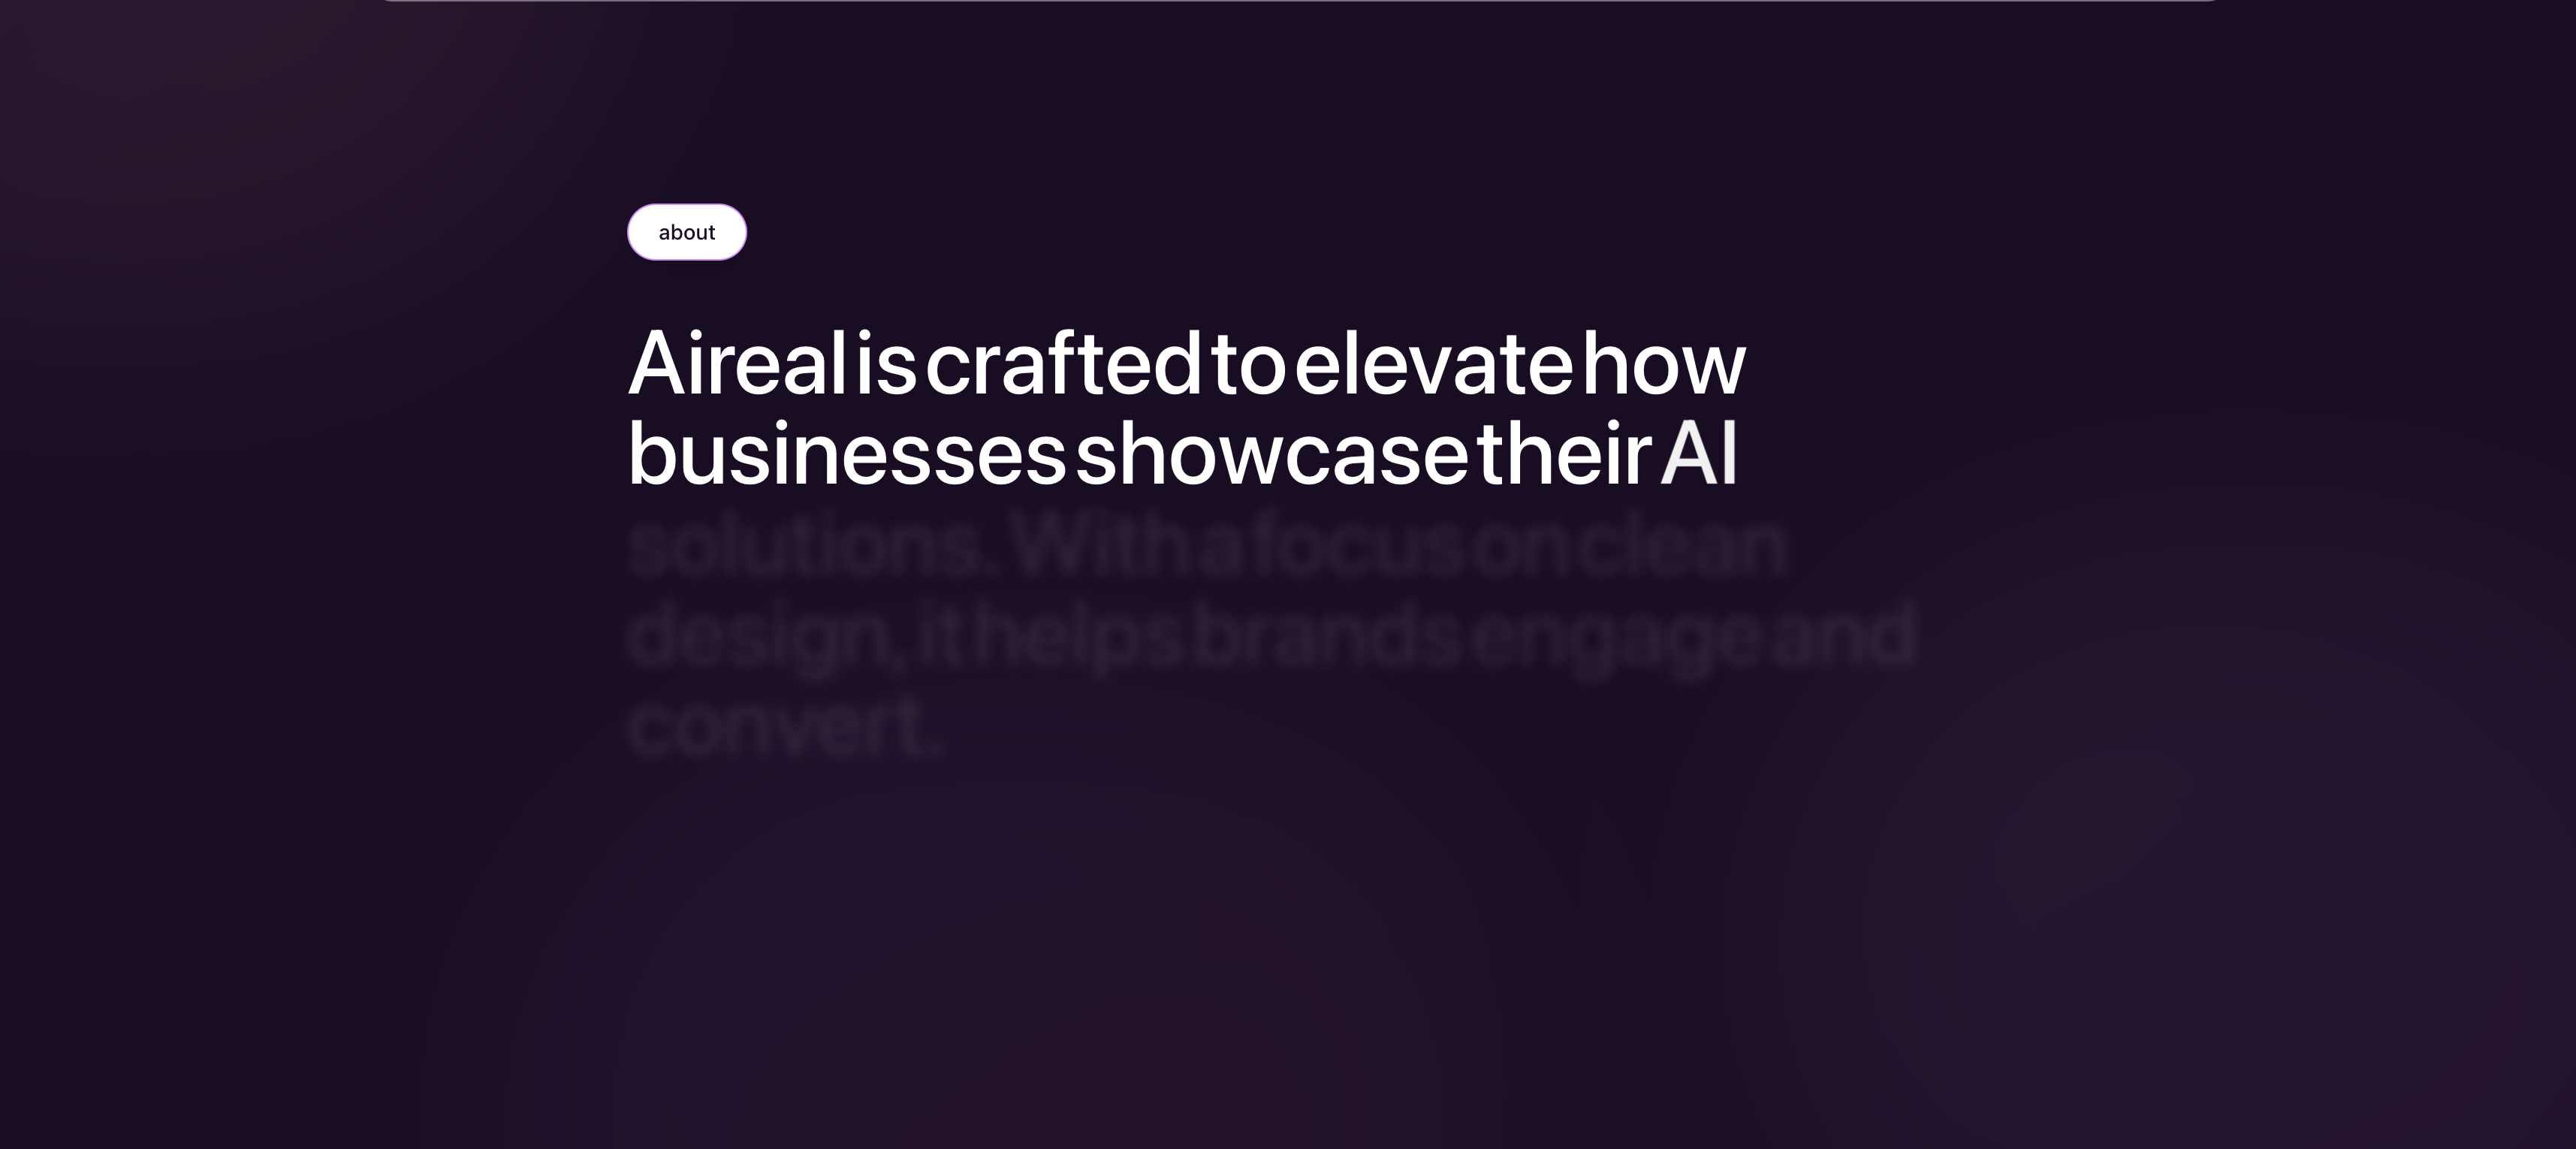 about
Aireal is crafted to elevate how
businesses showcase their AI
solutions. With a focus on clean
design, it helps brands engage and
convert.